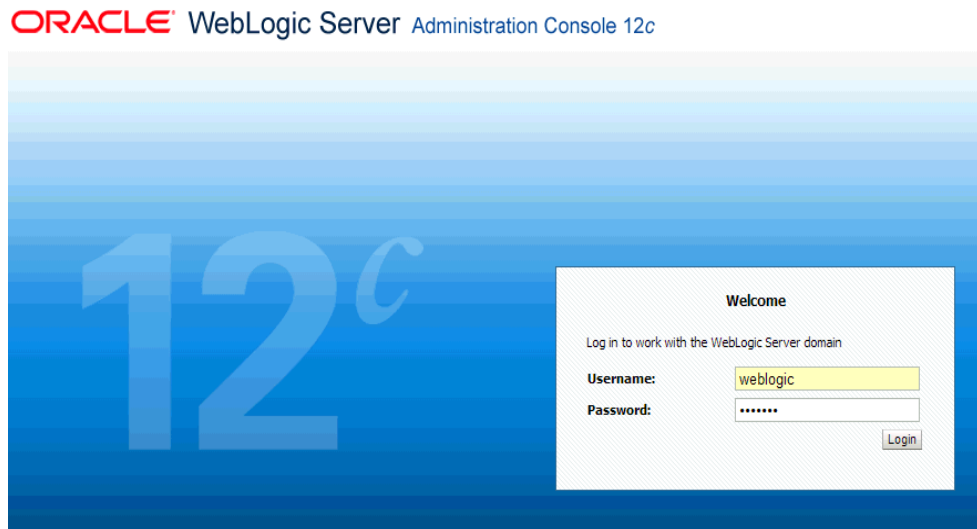 ORACLE WebLogic Server Administration Console 12c
12c
Welcome
Log in to work with the WebLogic Server domain
Username: weblogic
Password: •••••••
Login